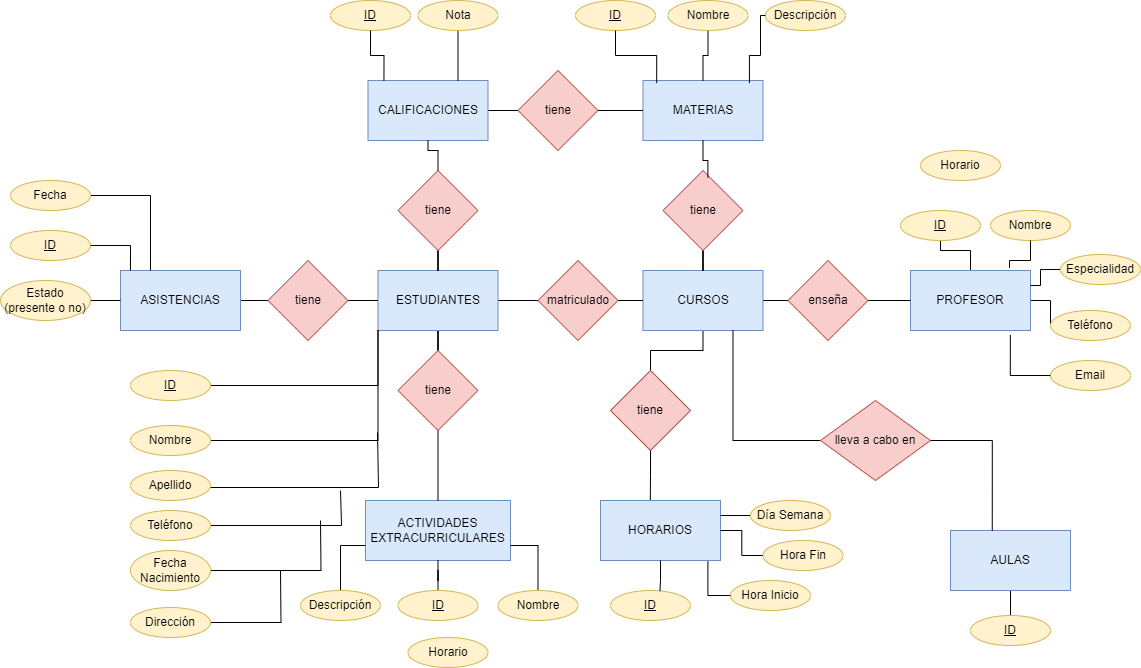 ID
Nota
ID
Nombre
Descripción
CALIFICACIONES
tiene
MATERIAS
Horario
Fecha
tiene
tiene
ID
Nombre
ID
Especialidad
Estado
(presente o no)
ASISTENCIAS
tiene
ESTUDIANTES
matriculado
CURSOS
enseña
PROFESOR
Teléfono
ID
tiene
Email
tiene
Nombre
lleva a cabo en
Apellido
Teléfono
ACTIVIDADES
EXTRACURRICULARES
HORARIOS
Día Semana
Fecha
Nacimiento
Hora Fin
AULAS
Dirección
Descripción
ID
Nombre
ID
Hora Inicio
ID
Horario